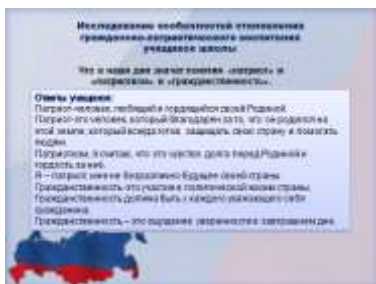 Исследование особенностей становления
гражданско-патриотического воспитания
учащихся школы
Что в наши дни значат понятия «патриот» и
«патриотизм» и «гражданственность».
Ответы учащихся:
Патриот-человек, любящий и гордящийся своей Родиной.
Патриот-это человек, который благодарен за то, что он родился на
этой земле, который всегда готов защищать свою страну и помогать
людям.
Патриотизм, я считаю, что это чувство долга перед Родиной и
гордость за неё.
Я – патриот, мне не безразлично будущее своей страны.
Гражданственность-это участие в политической жизни страны.
Гражданственность должна быть у каждого уважающего себя
гражданина.
Гражданственность – это ощущение уверенности в завтрашнем дне.